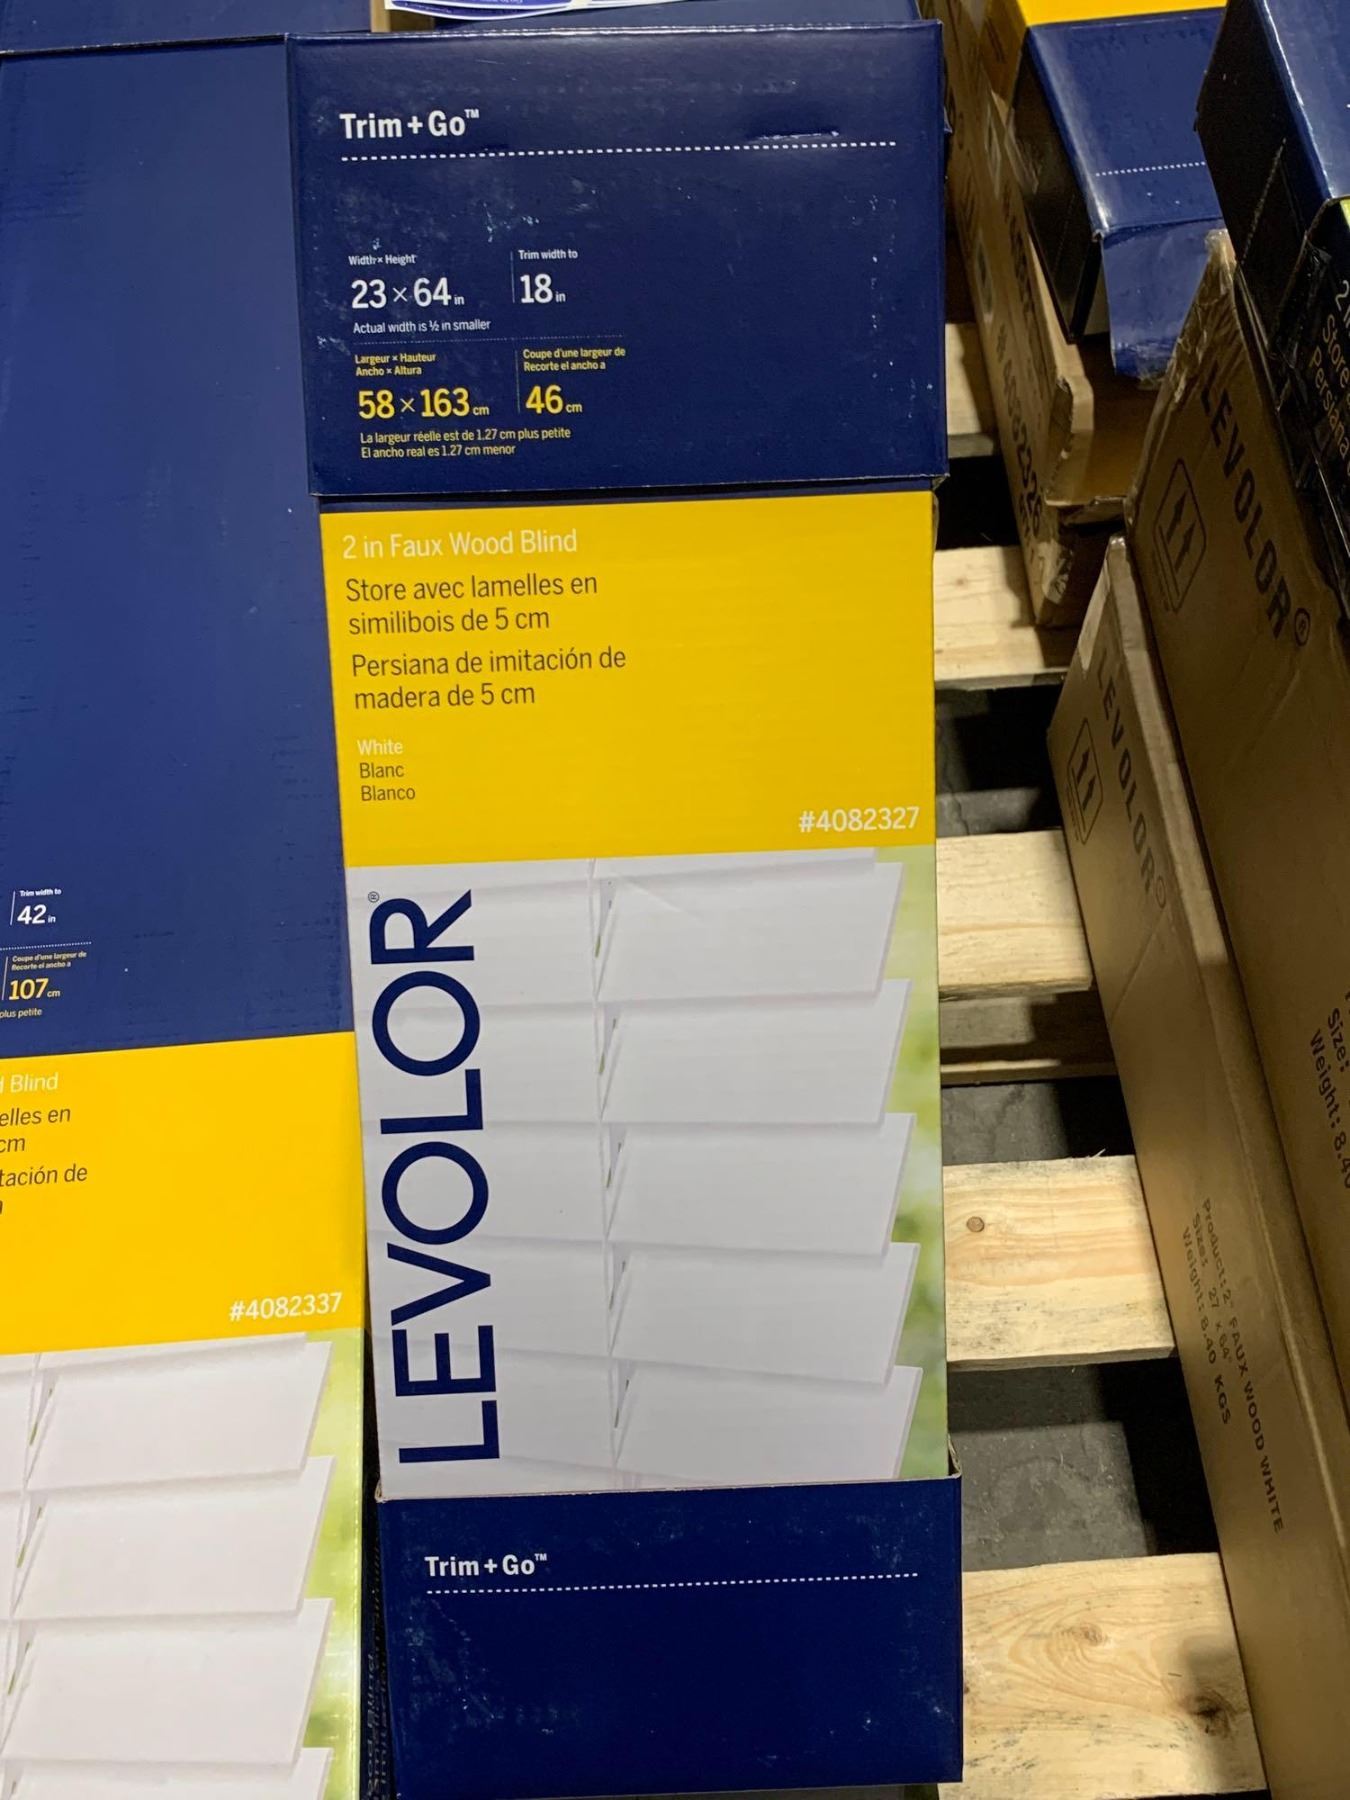 Trim + Go™
Width × Height
23 × 64 in
Actual width is ½ in smaller
Trim width to
18 in
Largeur × Hauteur
Ancho × Altura
58 × 163 cm
Coupe d'une largeur de
Recorte el ancho a
46 cm
La largeur réelle est de 1.27 cm plus petite
El ancho real es 1.27 cm menor
2 in Faux Wood Blind
Store avec lamelles en
similibois de 5 cm
Persiana de imitación de
madera de 5 cm
White
Blanc
Blanco
#4082327
LEVOLOR®
Trim + Go™
Trim width to
42 in
Coupe d'une largeur de
Recorte el ancho a
107 cm
plus petite
Blind
elles en
cm
tación de
#4082337
LEVOLOR®
LEVOLOR®
Product: 2" FAUX WOOD WHITE
Size: 27 x 64"
Weight: 8.40 KGS
Size:
Weight: 8.4
Store
Persiana